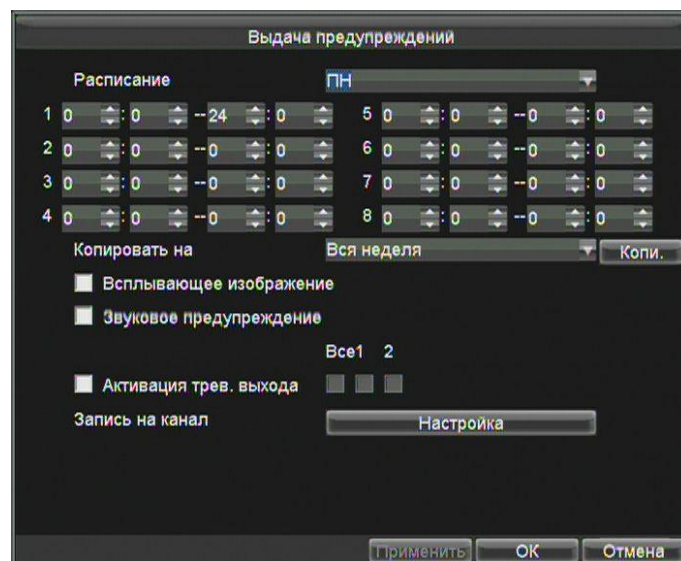 Выдача предупреждений
Расписание ПН
1 0 : 0 -- 24 : 0 5 0 : 0 -- 0 : 0
2 0 : 0 -- 0 : 0 6 0 : 0 -- 0 : 0
3 0 : 0 -- 0 : 0 7 0 : 0 -- 0 : 0
4 0 : 0 -- 0 : 0 8 0 : 0 -- 0 : 0
Копировать на Вся неделя Копи.
Всплывающее изображение
Звуковое предупреждение
Все1 2
Активация трев. выхода
Запись на канал Настройка
Применить ОК Отмена